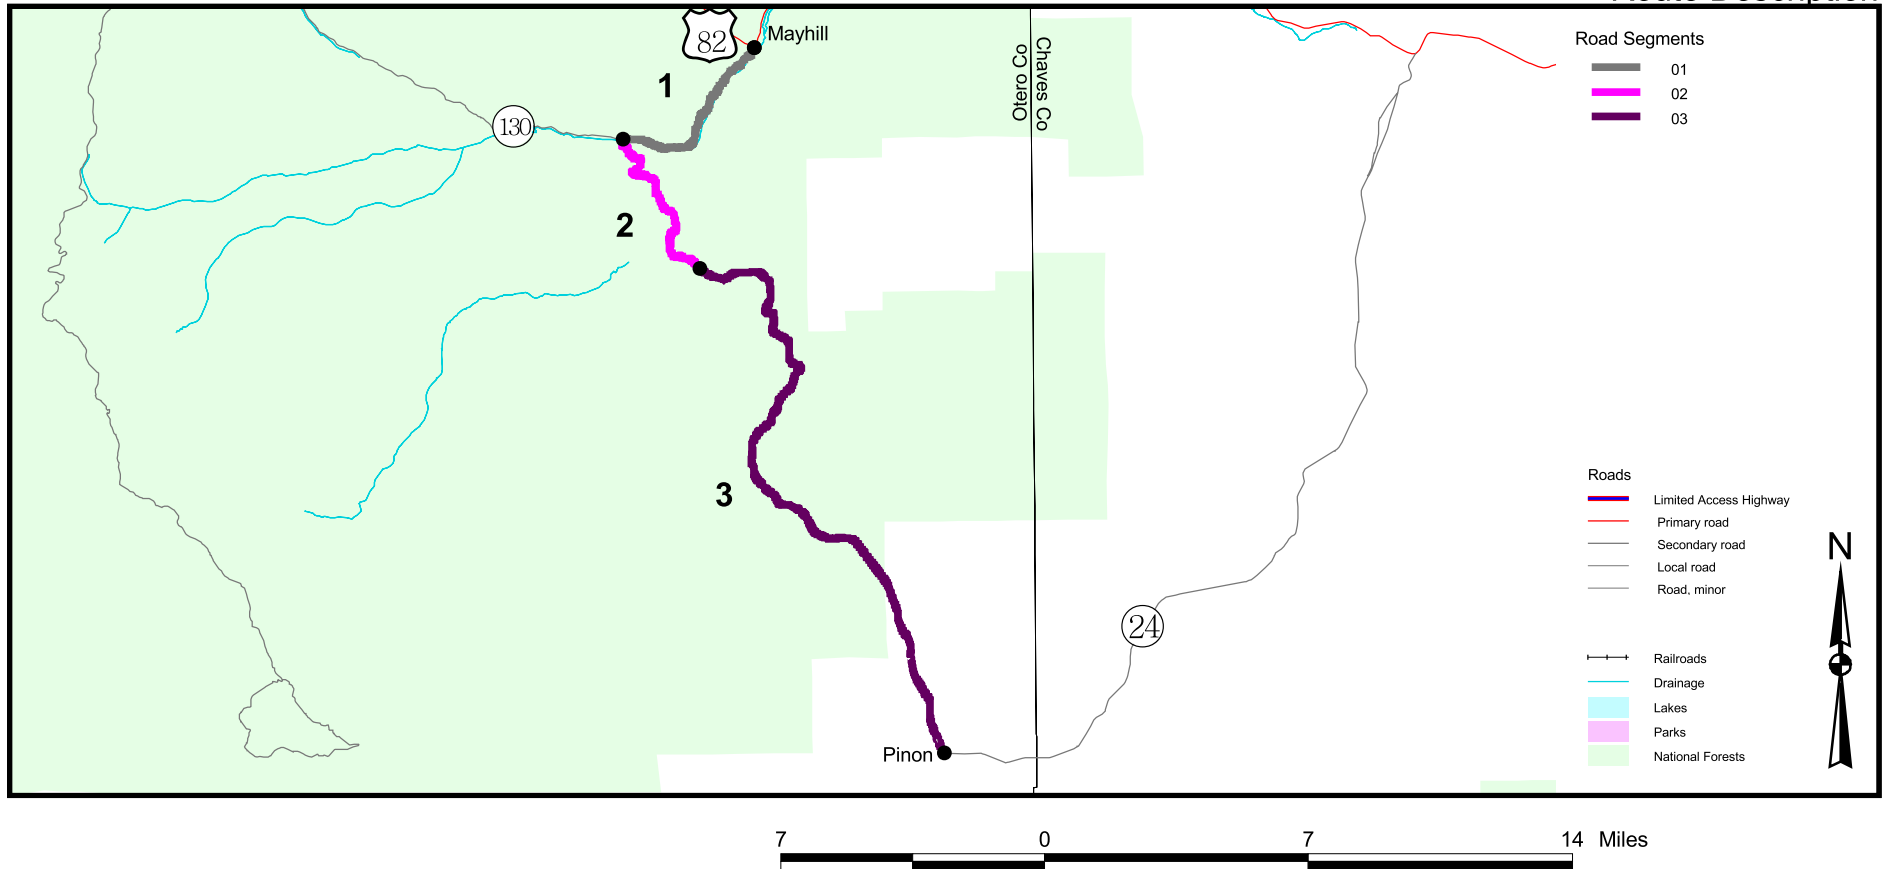 82
Mayhill
1
130
Otero Co
Chaves Co
2
3
24
Pinon
Road Segments
01
02
03
Roads
Limited Access Highway
Primary road
Secondary road
Local road
Road, minor
Railroads
Drainage
Lakes
Parks
National Forests
N
7 0 7 14 Miles